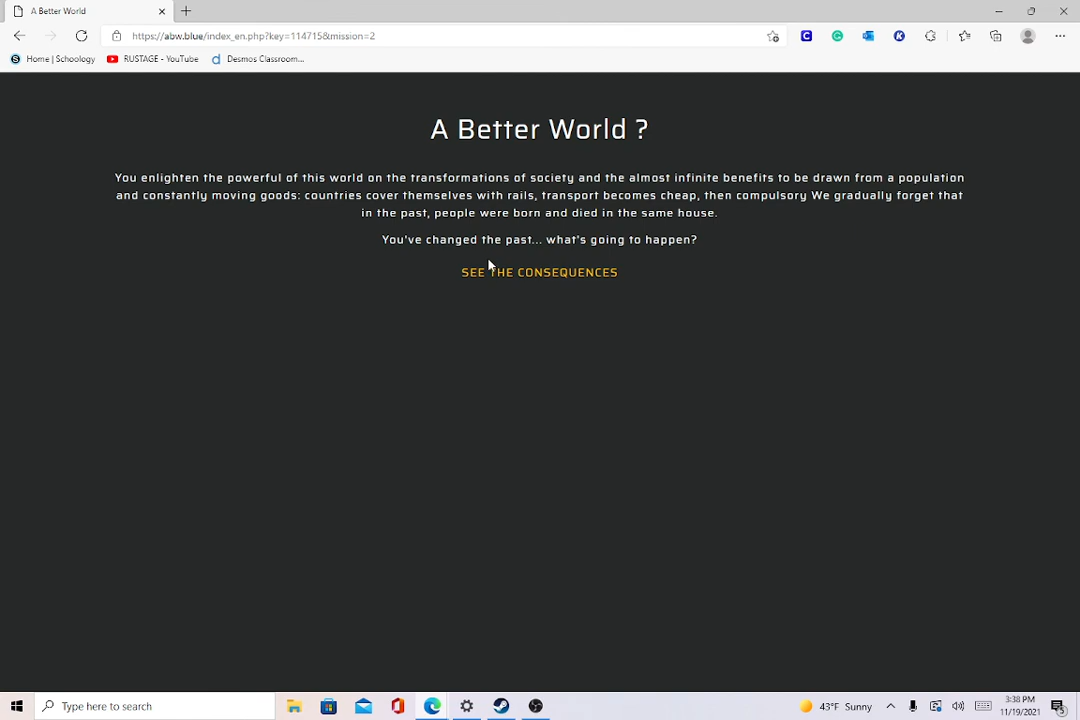 A Better World
https://abw.blue/index_en.php?key=114715&mission=2
Home | Schoology
RUSTAGE - YouTube
Desmos Classroom...
A Better World ?
You enlighten the powerful of this world on the transformations of society and the almost infinite benefits to be drawn from a population
and constantly moving goods: countries cover themselves with rails, transport becomes cheap, then compulsory We gradually forget that
in the past, people were born and died in the same house.
You've changed the past... what's going to happen?
SEE THE CONSEQUENCES
Type here to search
43°F Sunny
3:38 PM
11/19/2021